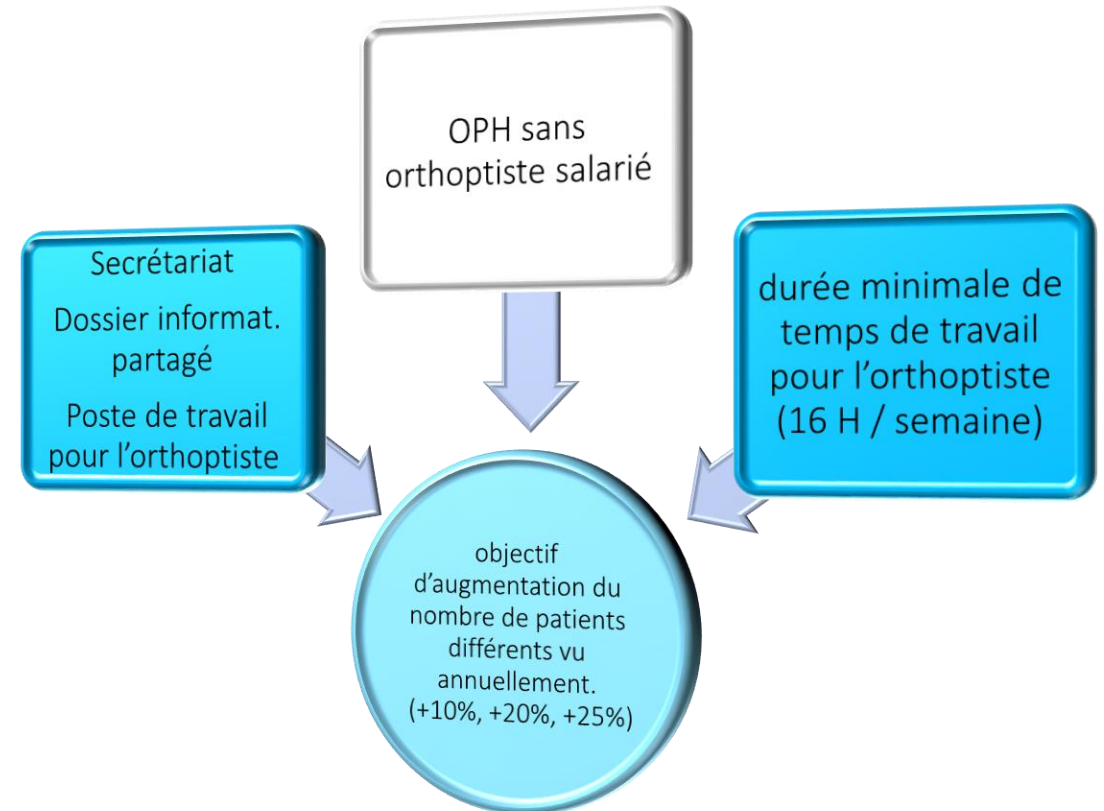 OPH sans
orthoptiste salarié
Secrétariat
Dossier informat.
partagé
Poste de travail
pour l’orthoptiste
durée minimale de
temps de travail
pour l’orthoptiste
(16 H / semaine)
objectif
d’augmentation du
nombre de patients
différents vu
annuellement.
(+10%, +20%, +25%)